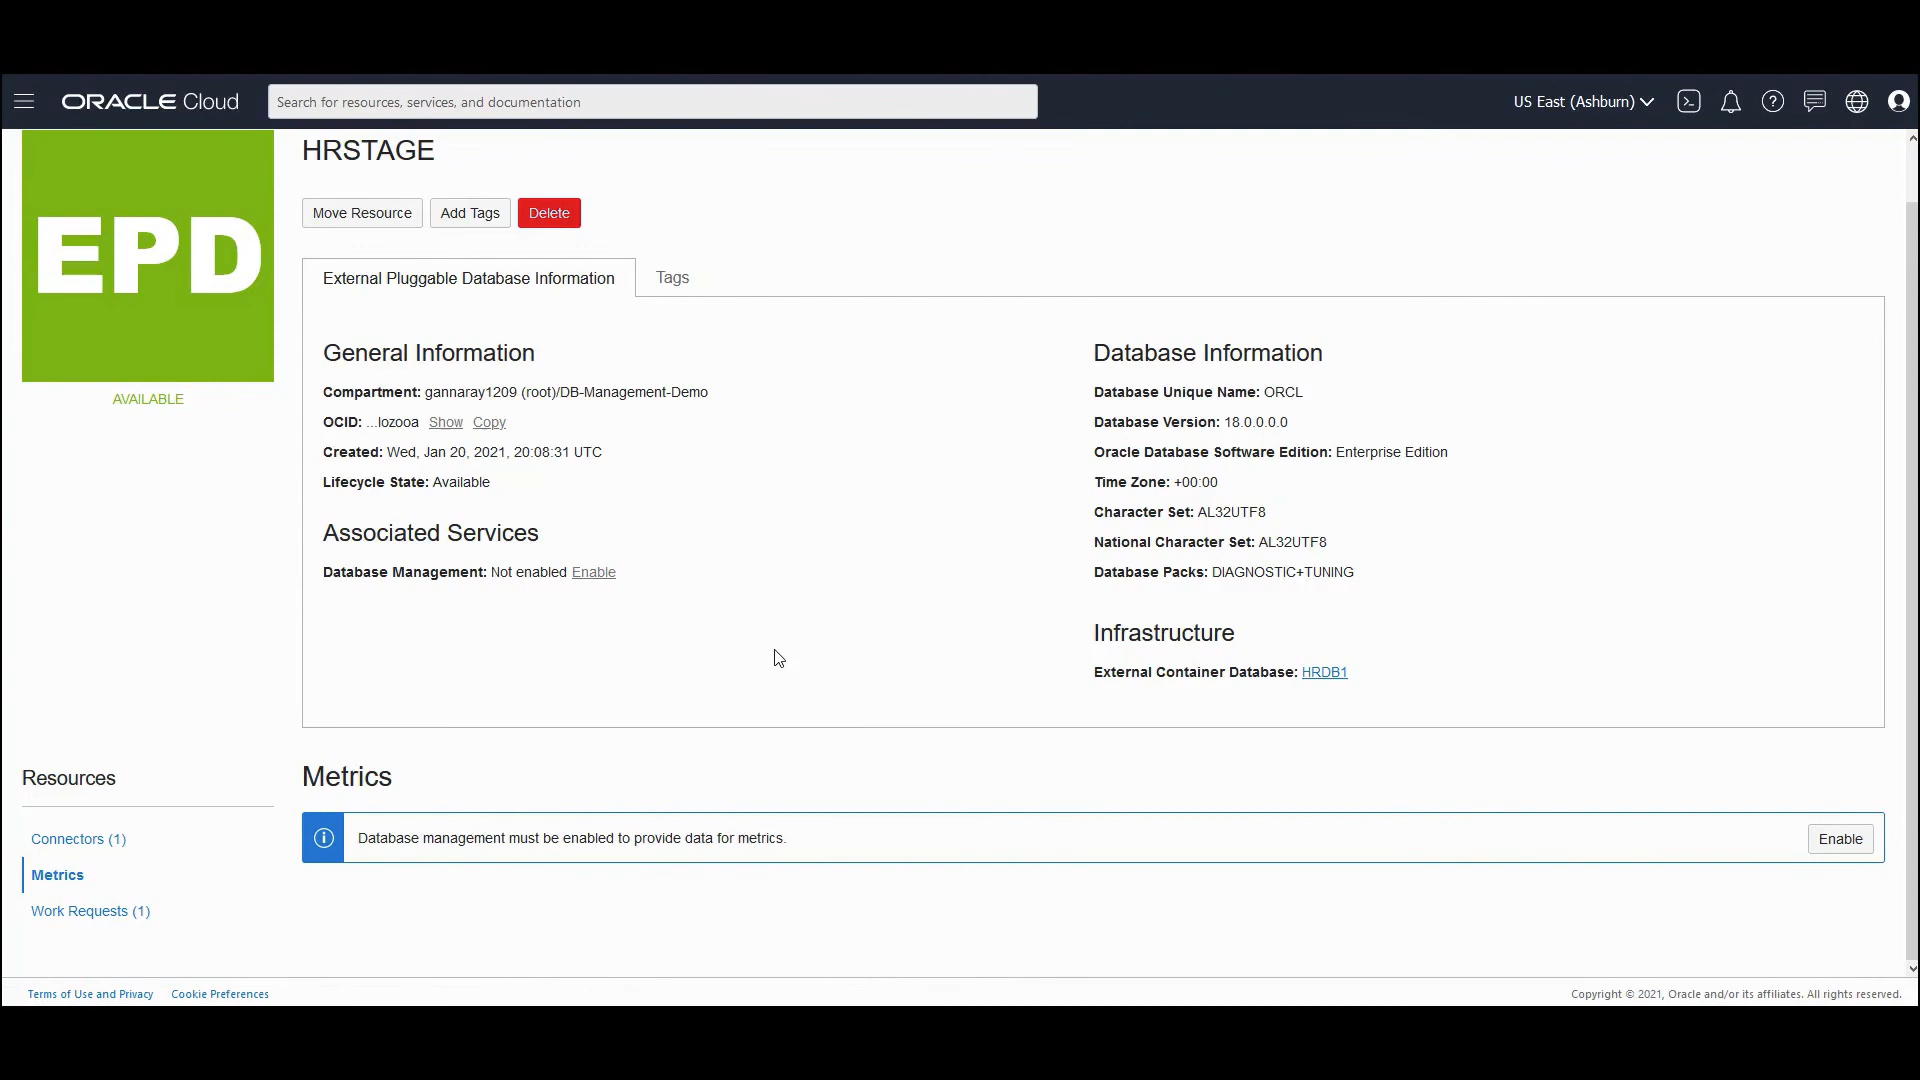 ORACLE Cloud
Search for resources, services, and documentation
US East (Ashburn)
EPD
AVAILABLE
HRSTAGE
Move Resource
Add Tags
Delete
External Pluggable Database Information
Tags
General Information
Compartment: gannaray1209 (root)/DB-Management-Demo
OCID: ...lozooa Show Copy
Created: Wed, Jan 20, 2021, 20:08:31 UTC
Lifecycle State: Available
Associated Services
Database Management: Not enabled Enable
Database Information
Database Unique Name: ORCL
Database Version: 18.0.0.0.0
Oracle Database Software Edition: Enterprise Edition
Time Zone: +00:00
Character Set: AL32UTF8
National Character Set: AL32UTF8
Database Packs: DIAGNOSTIC+TUNING
Infrastructure
External Container Database: HRDB1
Resources
Connectors (1)
Metrics
Work Requests (1)
Metrics
Database management must be enabled to provide data for metrics.
Enable
Terms of Use and Privacy
Cookie Preferences
Copyright © 2021, Oracle and/or its affiliates. All rights reserved.